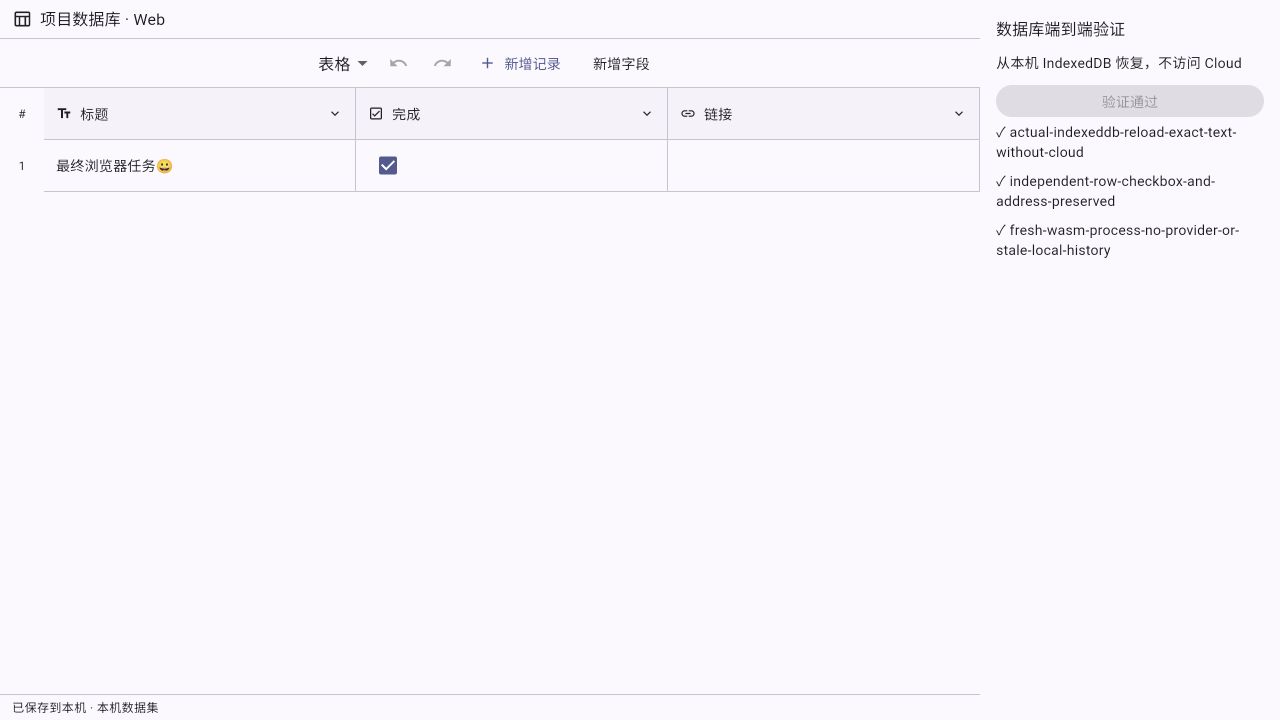 项目数据库 · Web
表格
新增记录
新增字段
# 标题 完成 链接
1 最终浏览器任务😀
已保存到本机 · 本机数据集
数据库端到端验证
从本机 IndexedDB 恢复，不访问 Cloud
验证通过
✓ actual-indexeddb-reload-exact-text-
without-cloud
✓ independent-row-checkbox-and-
address-preserved
✓ fresh-wasm-process-no-provider-or-
stale-local-history